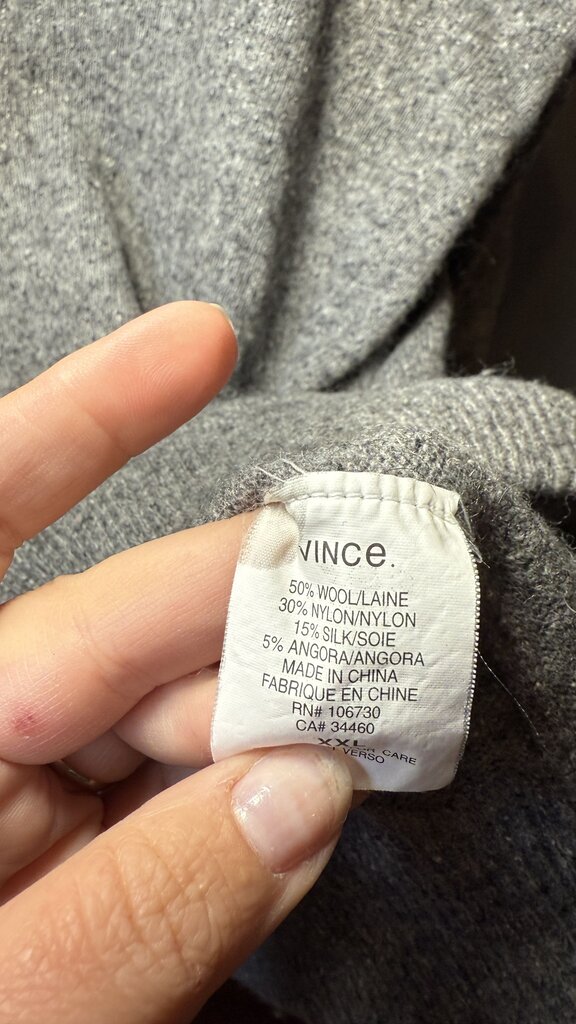 VINCe.
50% WOOL/LAINE
30% NYLON/NYLON
15% SILK/SOIE
5% ANGORA/ANGORA
MADE IN CHINA
FABRIQUE EN CHINE
RN# 106730
CA# 34460
XXL
CARE
VERSO